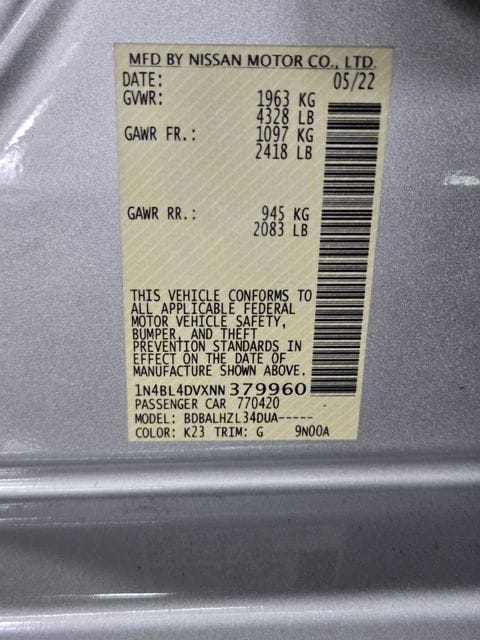 MFD BY NISSAN MOTOR CO., LTD.
DATE: 05/22
GVWR: 1963 KG
4328 LB
GAWR FR.: 1097 KG
2418 LB
GAWR RR.: 945 KG
2083 LB
THIS VEHICLE CONFORMS TO
ALL APPLICABLE FEDERAL
MOTOR VEHICLE SAFETY,
BUMPER, AND THEFT
PREVENTION STANDARDS IN
EFFECT ON THE DATE OF
MANUFACTURE SHOWN ABOVE.
1N4BL4DVXNN 379960
PASSENGER CAR 770420
MODEL: BDBALHZL34DUA-----
COLOR: K23 TRIM: G 9N00A